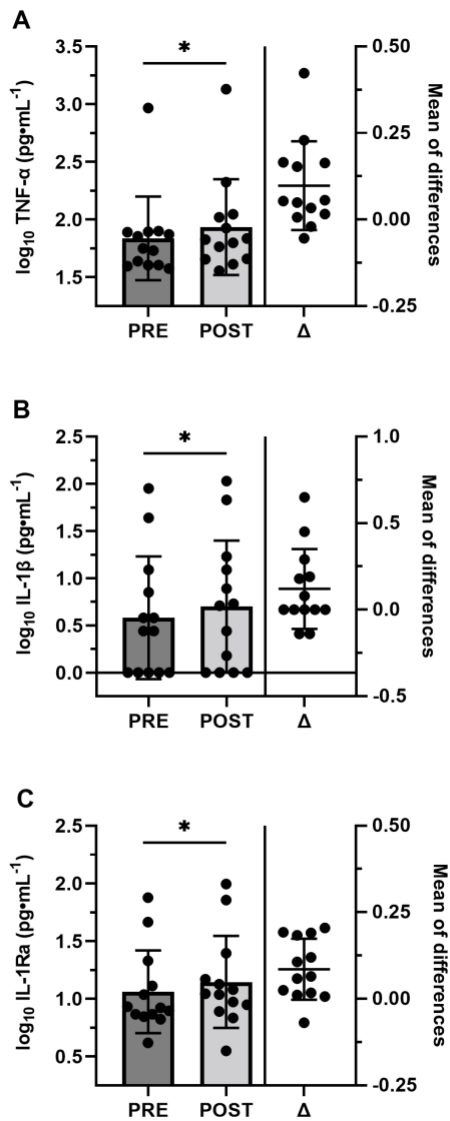 A
log10 TNF-α (pg•mL-1)
3.5
3.0
2.5
2.0
1.5
*
0.50
0.25
0.00
-0.25
Mean of differences
PRE POST Δ
B
log10 IL-1β (pg•mL-1)
2.5
2.0
1.5
1.0
0.5
0.0
*
1.0
0.5
0.0
-0.5
Mean of differences
PRE POST Δ
C
log10 IL-1Ra (pg•mL-1)
2.5
2.0
1.5
1.0
0.5
*
0.50
0.25
0.00
-0.25
Mean of differences
PRE POST Δ